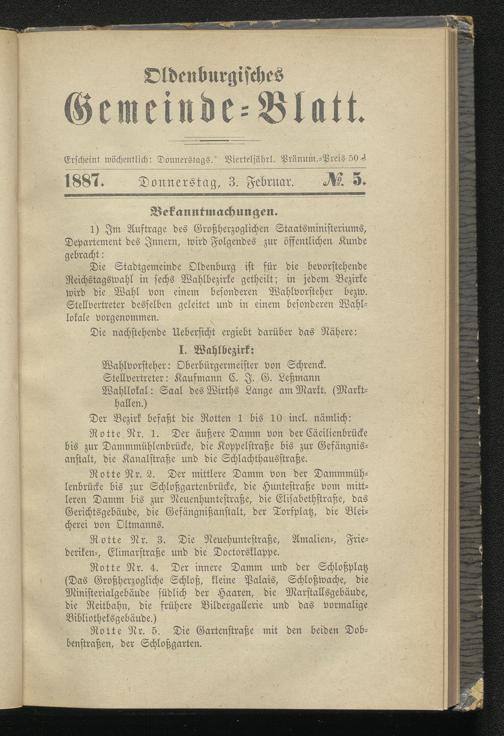 Oldenburgisches
Gemeinde-Blatt.
Erscheint wöchentlich: Donnerstags. Vierteljährl. Pränum.-Preis 50 ₰
1887. Donnerstag, 3. Februar. № 5.
Bekanntmachungen.
1) Im Auftrage des Großherzoglichen Staatsministeriums,
Departement des Innern, wird Folgendes zur öffentlichen Kunde
gebracht:
Die Stadtgemeinde Oldenburg ist für die bevorstehende
Reichstagswahl in sechs Wahlbezirke getheilt; in jedem Bezirke
wird die Wahl von einem besonderen Wahlvorsteher bezw.
Stellvertreter desselben geleitet und in einem besonderen Wahl-
lokale vorgenommen.
Die nachstehende Uebersicht ergiebt darüber das Nähere:
I. Wahlbezirk:
Wahlvorsteher: Oberbürgermeister von Schrenck.
Stellvertreter: Kaufmann C. J. G. Leßmann
Wahllokal: Saal des Wirths Lange am Markt. (Markt-
hallen.)
Der Bezirk befaßt die Rotten 1 bis 10 incl. nämlich:
Rotte Nr. 1. Der äußere Damm von der Cäcilienbrücke
bis zur Dammmühlenbrücke, die Koppelstraße bis zur Gefängnis-
anstalt, die Kanalstraße und die Schlachthausstraße.
Rotte Nr. 2. Der mittlere Damm von der Dammmüh-
lenbrücke bis zur Schloßgartenbrücke, die Huntestraße vom mitt-
leren Damm bis zur Neuenhuntestraße, die Elisabethstraße, das
Gerichtsgebäude, die Gefängnißanstalt, der Torfplatz, die Blei-
cherei von Oltmanns.
Rotte Nr. 3. Die Neuehuntestraße, Amalien-, Frie-
deriken-, Elimarstraße und die Doctorsklappe.
Rotte Nr. 4. Der innere Damm und der Schloßplatz
(Das Großherzogliche Schloß, kleine Palais, Schloßwache, die
Ministerialgebäude südlich der Haaren, die Marstallsgebäude,
die Reitbahn, die frühere Bildergallerie und das vormalige
Bibliotheksgebäude.)
Rotte Nr. 5. Die Gartenstraße mit den beiden Dob-
benstraßen, der Schloßgarten.